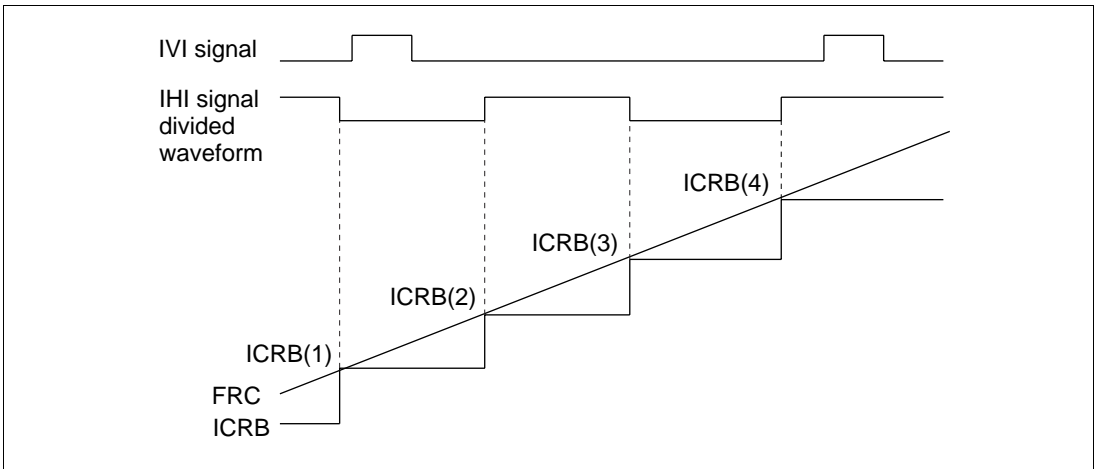 IVI signal
IHI signal
divided
waveform
ICRB(4)
ICRB(3)
ICRB(2)
ICRB(1)
FRC
ICRB